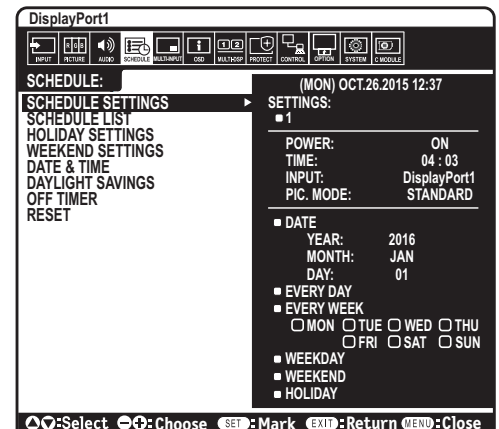 DisplayPort1
INPUT PICTURE AUDIO SCHEDULE MULTI-INPUT OSD MULTI-DSP PROTECT CONTROL OPTION SYSTEM C MODULE
SCHEDULE:
SCHEDULE SETTINGS
SCHEDULE LIST
HOLIDAY SETTINGS
WEEKEND SETTINGS
DATE & TIME
DAYLIGHT SAVINGS
OFF TIMER
RESET
(MON) OCT.26.2015 12:37
SETTINGS:
1
POWER: ON
TIME: 04 : 03
INPUT: DisplayPort1
PIC. MODE: STANDARD
DATE
YEAR: 2016
MONTH: JAN
DAY: 01
EVERY DAY
EVERY WEEK
MON TUE WED THU
FRI SAT SUN
WEEKDAY
WEEKEND
HOLIDAY
:Select :Choose SET:Mark EXIT:Return MENU:Close